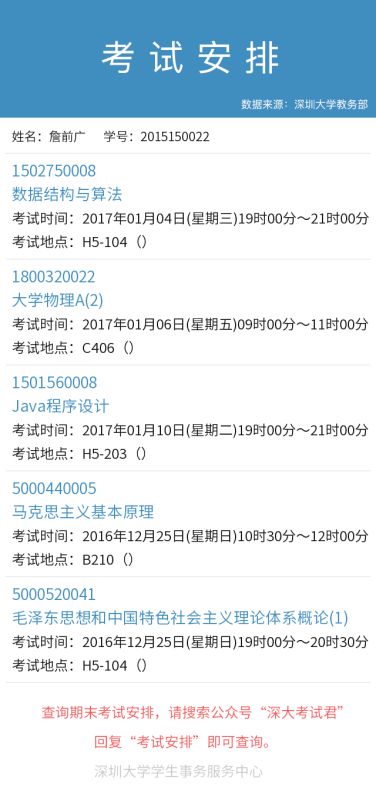 考试安排
数据来源：深圳大学教务部
姓名：詹前广 学号：2015150022
1502750008
数据结构与算法
考试时间：2017年01月04日(星期三)19时00分～21时00分
考试地点：H5-104（）
1800320022
大学物理A(2)
考试时间：2017年01月06日(星期五)09时00分～11时00分
考试地点：C406（）
1501560008
Java程序设计
考试时间：2017年01月10日(星期二)19时00分～21时00分
考试地点：H5-203（）
5000440005
马克思主义基本原理
考试时间：2016年12月25日(星期日)10时30分～12时00分
考试地点：B210（）
5000520041
毛泽东思想和中国特色社会主义理论体系概论(1)
考试时间：2016年12月25日(星期日)19时00分～20时30分
考试地点：H5-104（）
查询期末考试安排，请搜索公众号“深大考试君”
回复“考试安排”即可查询。
深圳大学学生事务服务中心